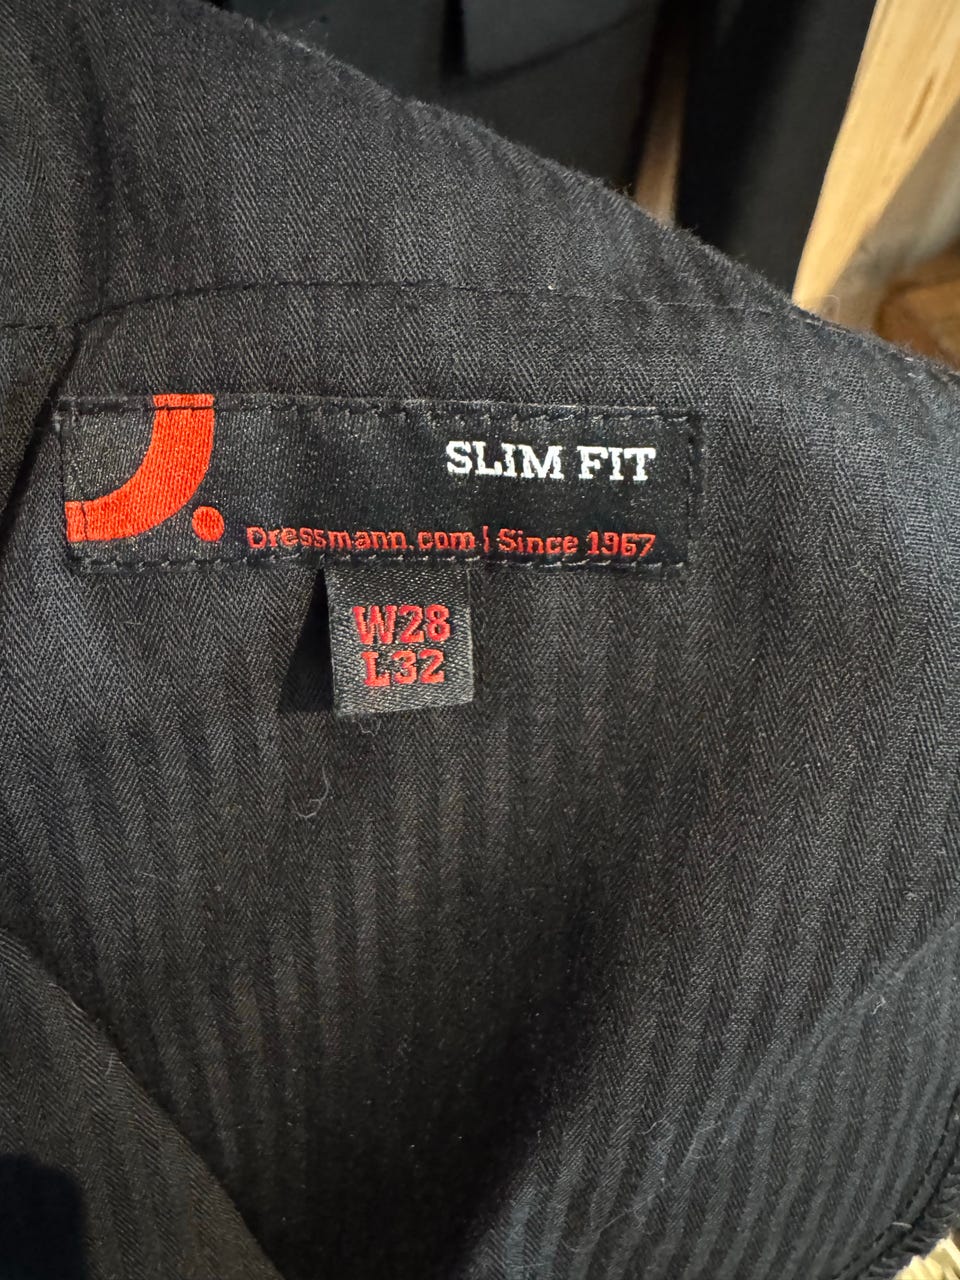 SLIM FIT
Dressmann.com | Since 1967
W28
L32